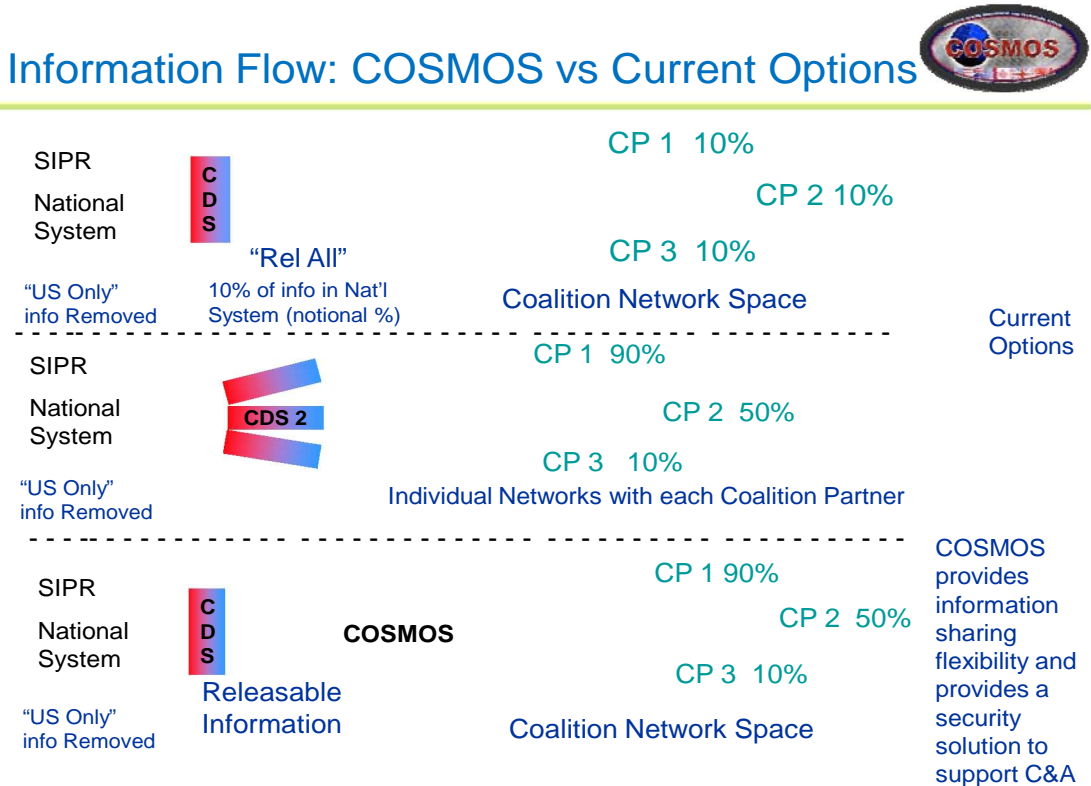 Information Flow: COSMOS vs Current Options
COSMOS
SIPR
National
System
C
D
S
CP 1 10%
CP 2 10%
CP 3 10%
"Rel All"
"US Only"
info Removed
10% of info in Nat'l
System (notional %)
Coalition Network Space
Current
Options
SIPR
National
System
CDS 2
CP 1 90%
CP 2 50%
CP 3 10%
"US Only"
info Removed
Individual Networks with each Coalition Partner
SIPR
National
System
C
D
S
COSMOS
CP 1 90%
CP 2 50%
CP 3 10%
Releasable
Information
"US Only"
info Removed
Coalition Network Space
COSMOS
provides
information
sharing
flexibility and
provides a
security
solution to
support C&A